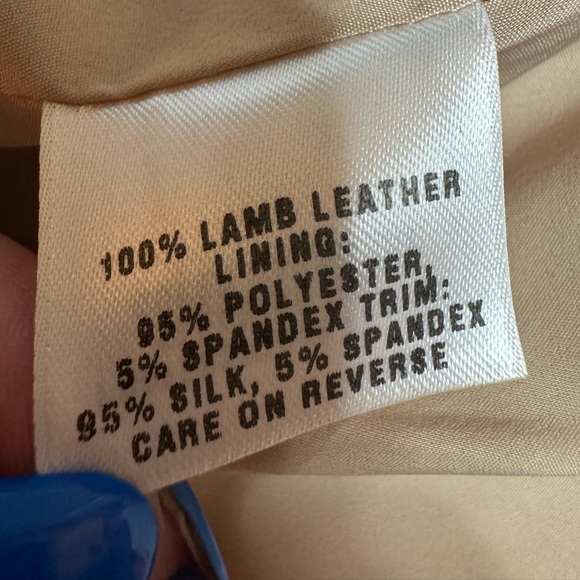 100% LAMB LEATHER
LINING:
95% POLYESTER,
5% SPANDEX TRIM:
95% SILK, 5% SPANDEX
CARE ON REVERSE